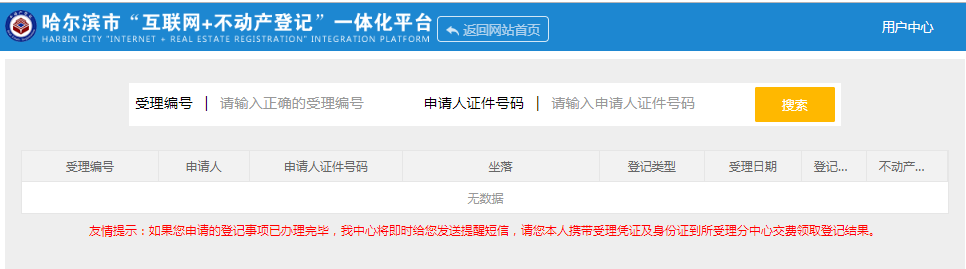 哈尔滨市“互联网+不动产登记”一体化平台
HARBIN CITY "INTERNET + REAL ESTATE REGISTRATION" INTEGRATION PLATFORM
返回网站首页
用户中心
受理编号 | 请输入正确的受理编号 申请人证件号码 | 请输入申请人证件号码 搜索
受理编号 申请人 申请人证件号码 坐落 登记类型 受理日期 登记... 不动产...
无数据
友情提示：如果您申请的登记事项已办理完毕，我中心将即时给您发送提醒短信，请您本人携带受理凭证及身份证到所受理分中心交费领取登记结果。